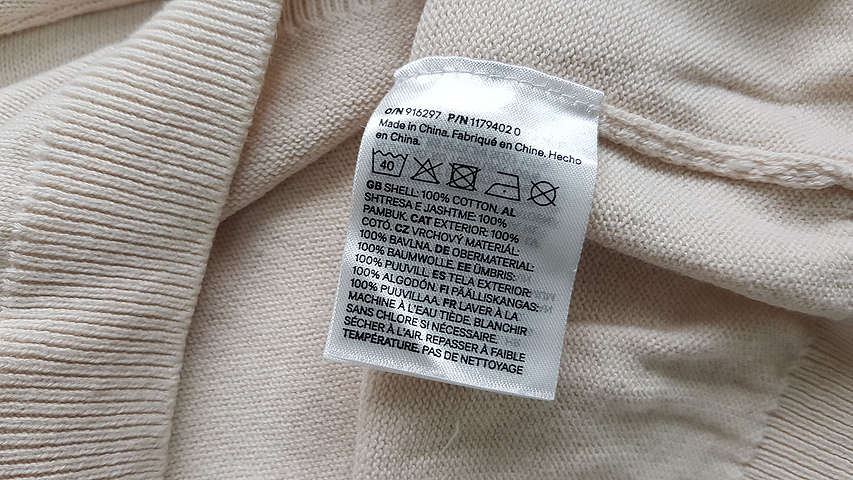 O/N 916297 P/N 1179402 0
Made in China. Fabriqué en Chine. Hecho
en China.
40
GB SHELL: 100% COTTON. AL
SHTRESA E JASHTME: 100%
PAMBUK. CAT EXTERIOR: 100%
COTÓ. CZ VRCHOVÝ MATERIÁL:
100% BAVLNA. DE OBERMATERIAL:
100% BAUMWOLLE. EE ÜMBRIS:
100% PUUVILL. ES TELA EXTERIOR:
100% ALGODÓN. FI PÄÄLLISKANGAS:
100% PUUVILLAA. FR LAVER À LA
MACHINE À L'EAU TIÈDE. BLANCHIR
SANS CHLORE SI NÉCESSAIRE.
SÉCHER À L'AIR. REPASSER À FAIBLE
TEMPÉRATURE. PAS DE NETTOYAGE